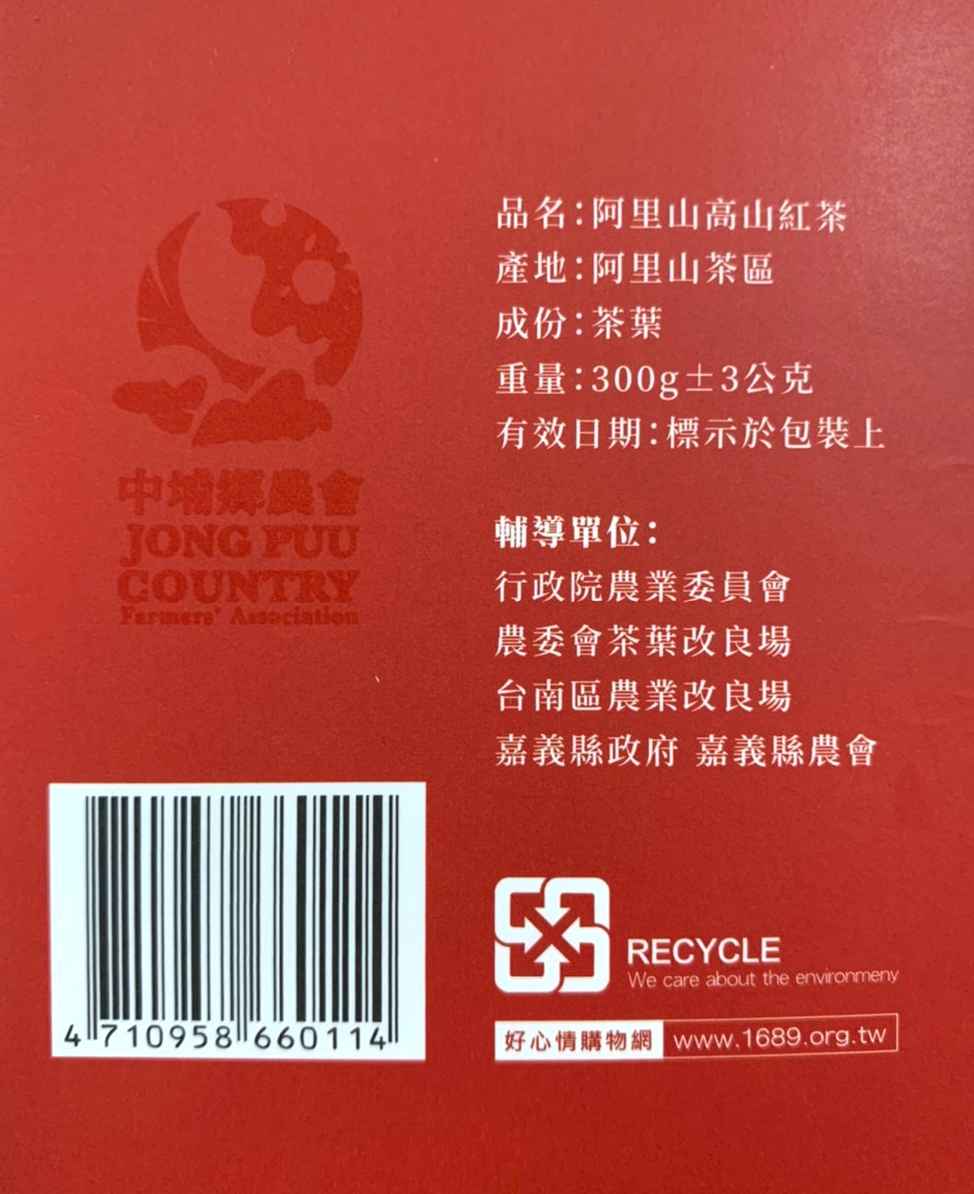 品名:阿里山高山紅茶
產地:阿里山茶區
成份:茶葉
重量:300g±3公克
有效日期:標示於包裝上
輔導單位:
行政院農業委員會
農委會茶葉改良場
台南區農業改良場
嘉義縣政府 嘉義縣農會
中埔鄉農會
JONG PUU
COUNTRY
Farmers' Association
4 710958 660114
RECYCLE
We care about the environmeny
好心情購物網 www.1689.org.tw